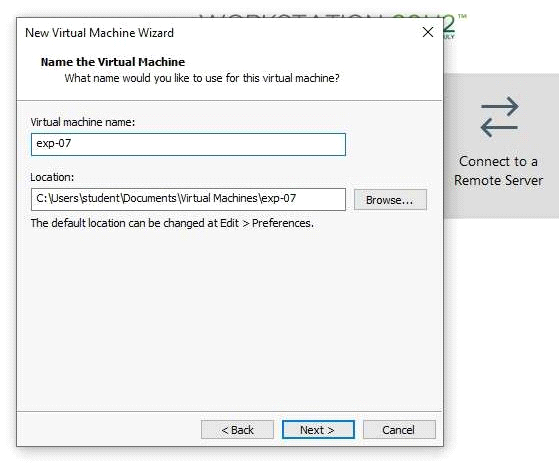 New Virtual Machine Wizard
Name the Virtual Machine
What name would you like to use for this virtual machine?
Virtual machine name:
exp-07
Location:
C:\Users\student\Documents\Virtual Machines\exp-07
Browse...
The default location can be changed at Edit > Preferences.
< Back
Next >
Cancel
Connect to a
Remote Server